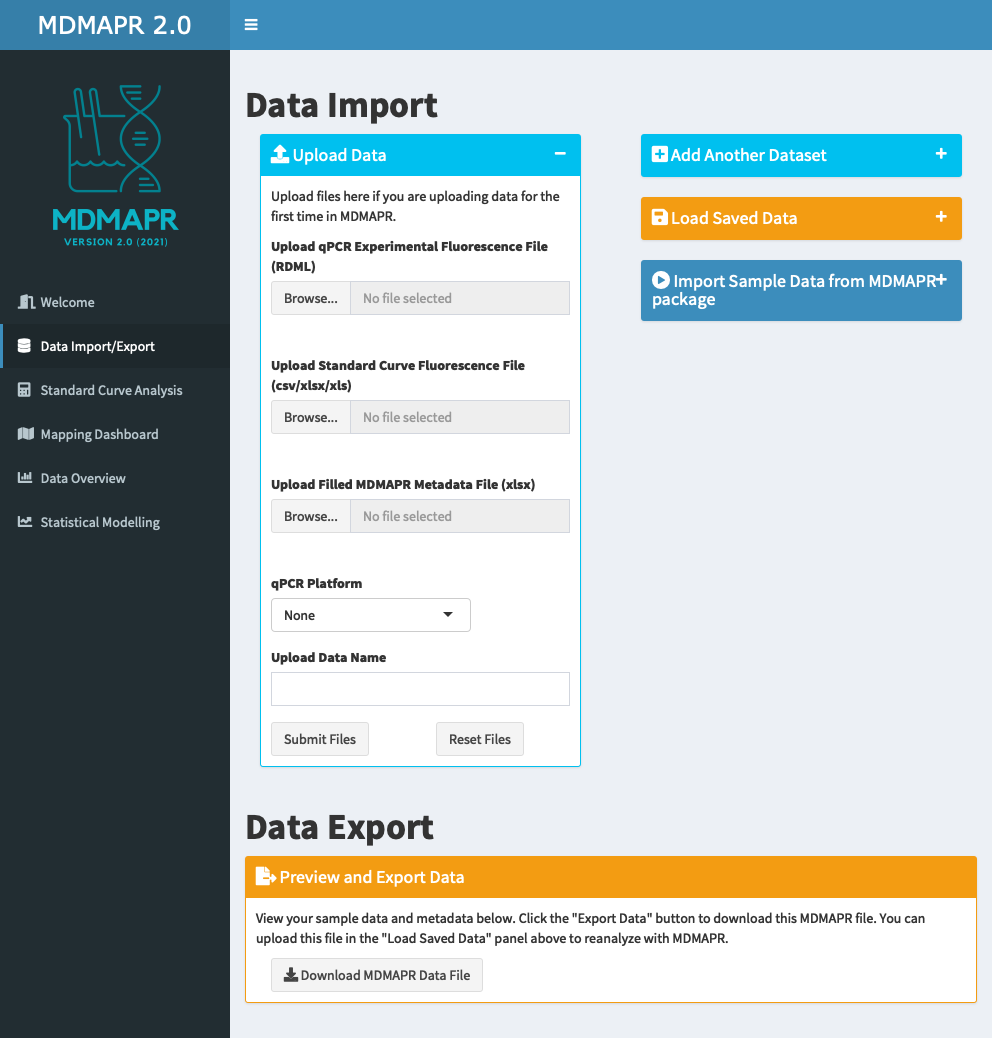 MDMAPR 2.0
MDMAPR
VERSION 2.0 (2021)
Welcome
Data Import/Export
Standard Curve Analysis
Mapping Dashboard
Data Overview
Statistical Modelling
Data Import
Upload Data
Upload files here if you are uploading data for the
first time in MDMAPR.
Upload qPCR Experimental Fluorescence File
(RDML)
Browse... No file selected
Upload Standard Curve Fluorescence File
(csv/xlsx/xls)
Browse... No file selected
Upload Filled MDMAPR Metadata File (xlsx)
Browse... No file selected
qPCR Platform
None
Upload Data Name
Submit Files Reset Files
Add Another Dataset
Load Saved Data
Import Sample Data from MDMAPR
package
Data Export
Preview and Export Data
View your sample data and metadata below. Click the "Export Data" button to download this MDMAPR file. You can
upload this file in the "Load Saved Data" panel above to reanalyze with MDMAPR.
Download MDMAPR Data File